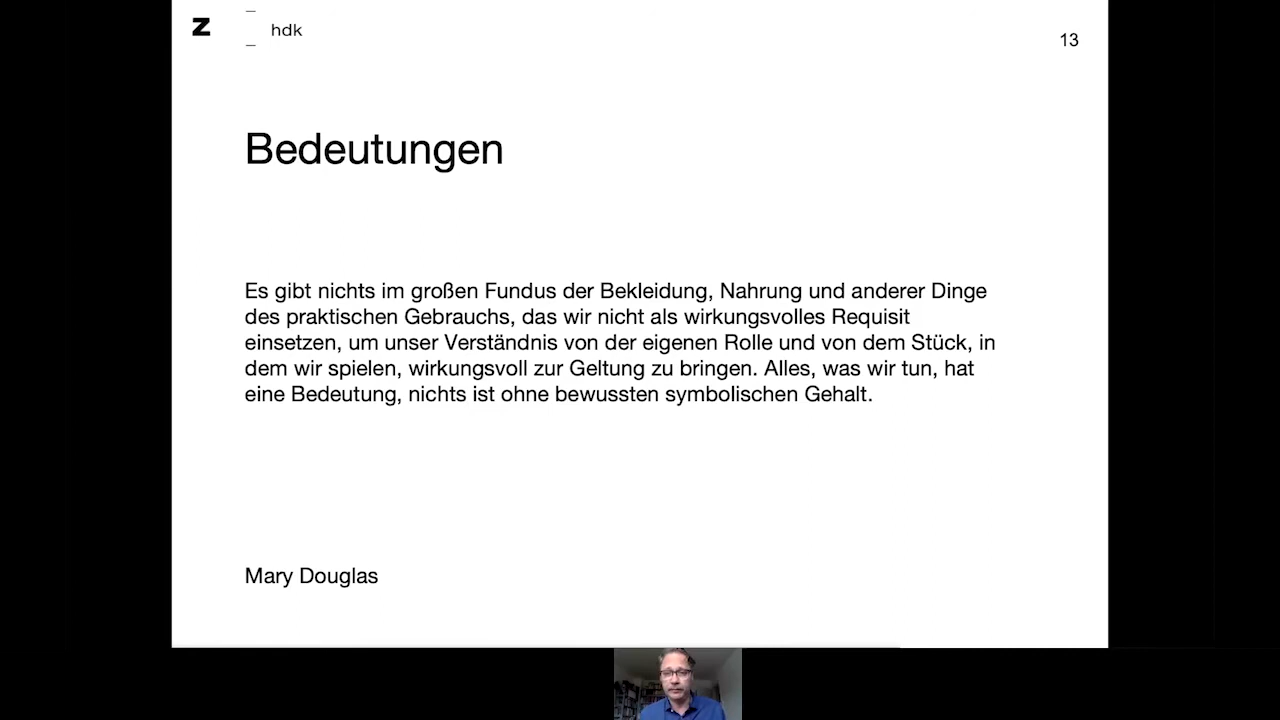 Z
hdk
13
Bedeutungen
Es gibt nichts im großen Fundus der Bekleidung, Nahrung und anderer Dinge
des praktischen Gebrauchs, das wir nicht als wirkungsvolles Requisit
einsetzen, um unser Verständnis von der eigenen Rolle und von dem Stück, in
dem wir spielen, wirkungsvoll zur Geltung zu bringen. Alles, was wir tun, hat
eine Bedeutung, nichts ist ohne bewussten symbolischen Gehalt.
Mary Douglas